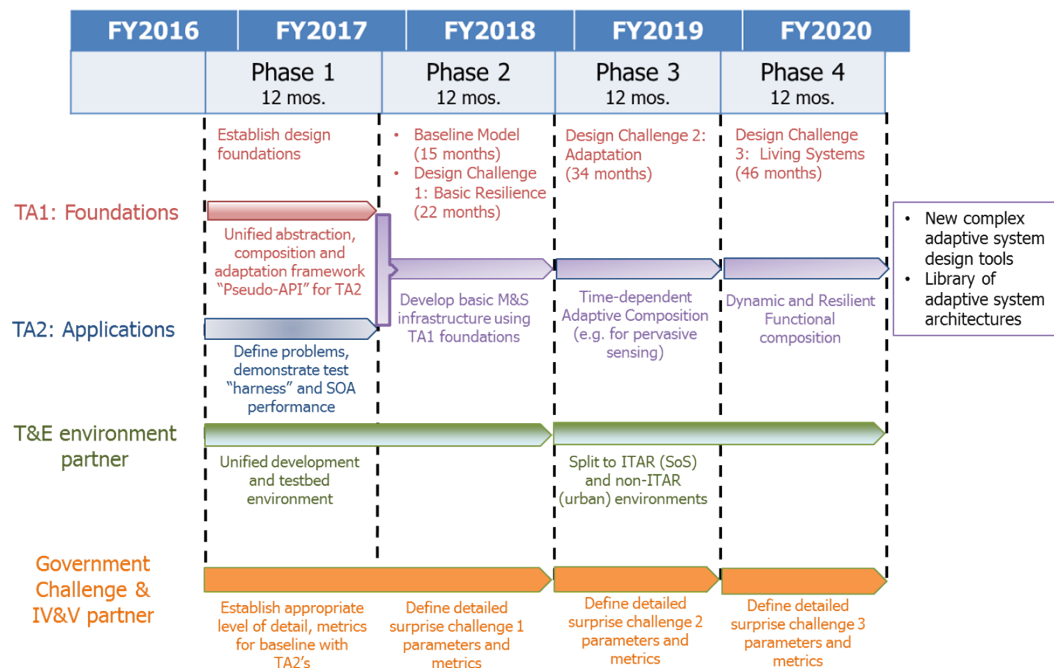 FY2016 FY2017 FY2018 FY2019 FY2020
Phase 1
12 mos.
Phase 2
12 mos.
Phase 3
12 mos.
Phase 4
12 mos.
Establish design
foundations
• Baseline Model
(15 months)
• Design Challenge
1: Basic Resilience
(22 months)
Design Challenge 2:
Adaptation
(34 months)
Design Challenge
3: Living Systems
(46 months)
TA1: Foundations
Unified abstraction,
composition and
adaptation framework
“Pseudo-API” for TA2
Develop basic M&S
infrastructure using
TA1 foundations
Time-dependent
Adaptive Composition
(e.g. for pervasive
sensing)
Dynamic and Resilient
Functional
composition
• New complex
adaptive system
design tools
• Library of
adaptive system
architectures
TA2: Applications
Define problems,
demonstrate test
“harness” and SOA
performance
T&E environment
partner
Unified development
and testbed
environment
Split to ITAR (SoS)
and non-ITAR
(urban) environments
Government
Challenge &
IV&V partner
Establish appropriate
level of detail, metrics
for baseline with
TA2’s
Define detailed
surprise challenge 1
parameters and
metrics
Define detailed
surprise challenge 2
parameters and
metrics
Define detailed
surprise challenge 3
parameters and
metrics